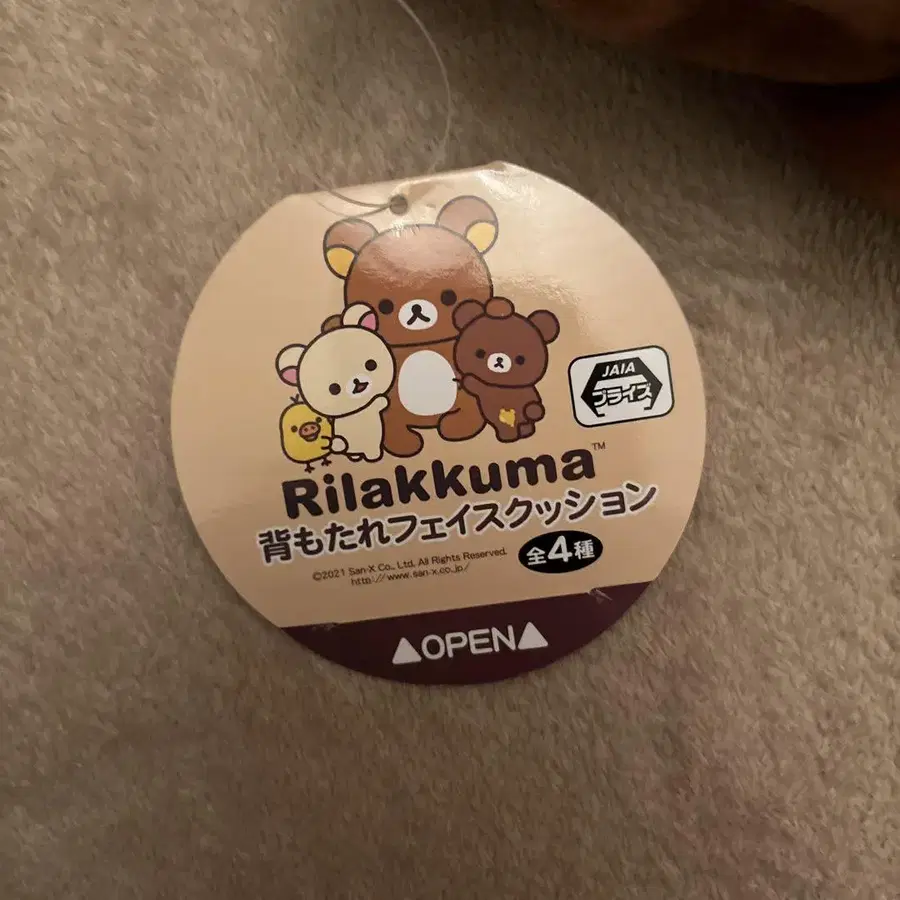 JAIA
プライズ
Rilakkuma™
背もたれフェイスクッション
全4種
©2021 San-X Co., Ltd. All Rights Reserved.
http://www.san-x.co.jp/
▲OPEN▲